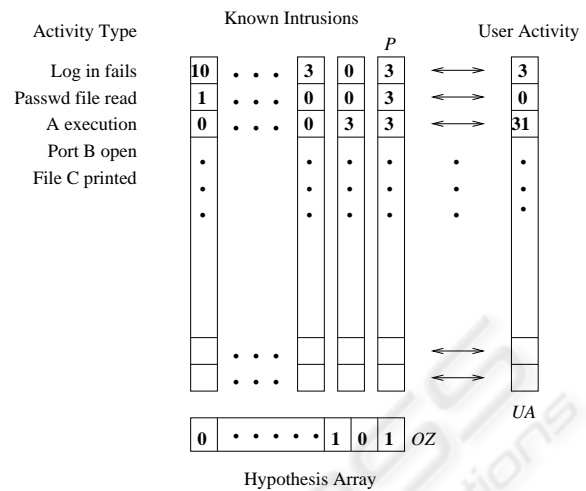 Known Intrusions
Activity Type
User Activity
P
Log in fails 10 . . . 3 0 3 3
Passwd file read 1 . . . 0 0 3 0
A execution 0 . . . 0 3 3 31
Port B open
File C printed
UA
0 . . . . . 1 0 1 OZ
Hypothesis Array